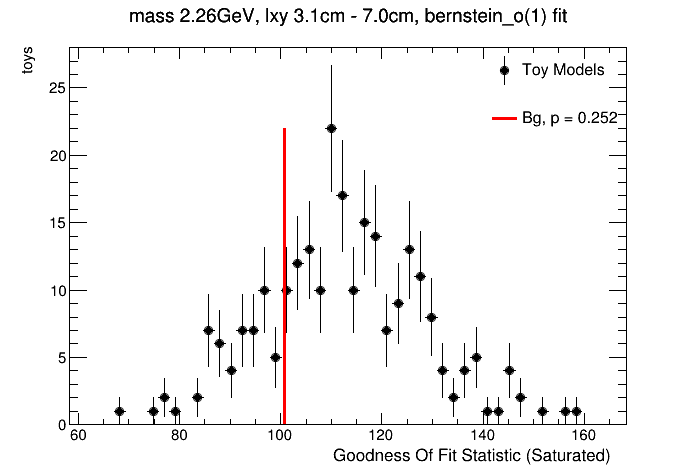 mass 2.26GeV, lxy 3.1cm - 7.0cm, bernstein_o(1) fit
toys
Toy Models
Bg, p = 0.252
25
20
15
10
5
0
60 80 100 120 140 160
Goodness Of Fit Statistic (Saturated)